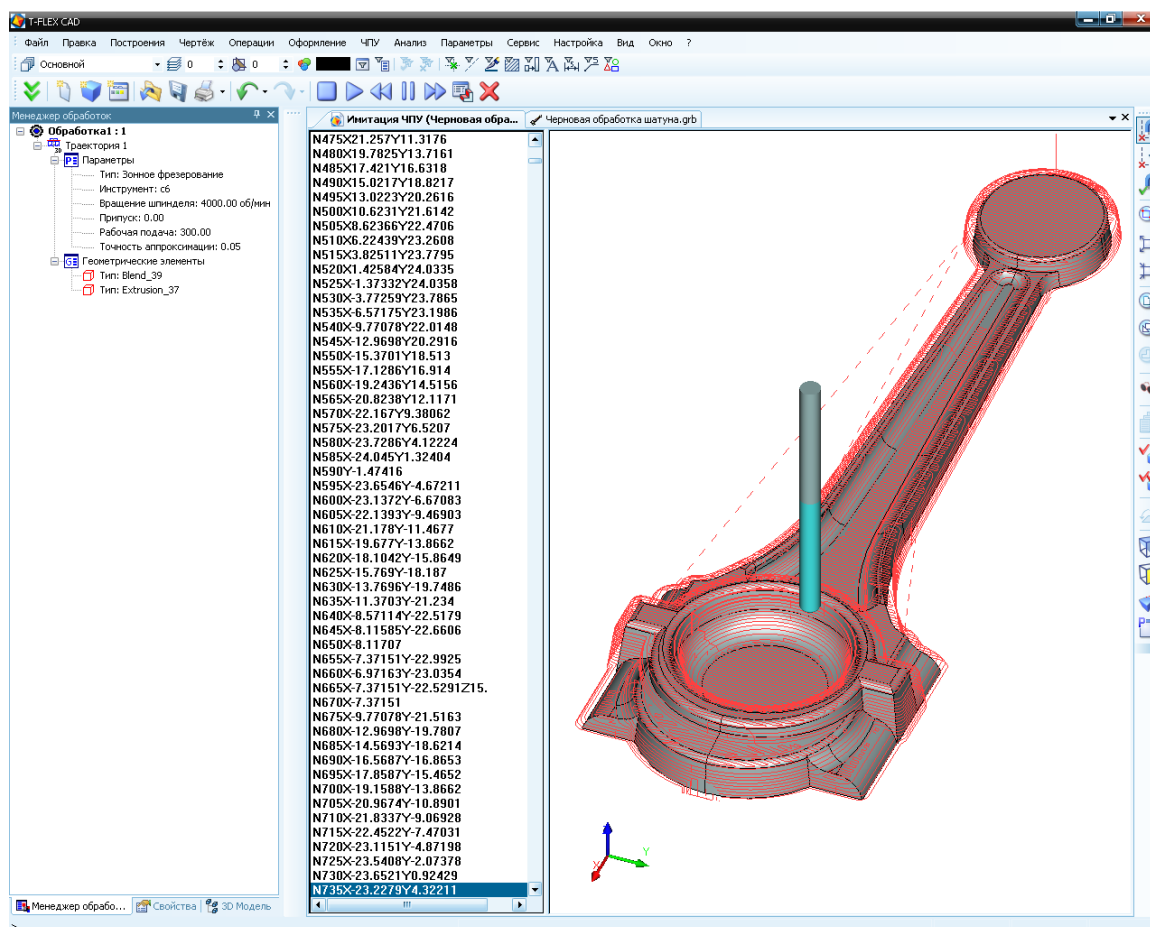 T-FLEX CAD
Файл Правка Построения Чертёж Операции Оформление ЧПУ Анализ Параметры Сервис Настройка Вид Окно ?
Основной 0 0
Менеджер обработок
Обработка1 : 1
Траектория 1
Параметры
Тип: Зонное фрезерование
Инструмент: c6
Вращение шпинделя: 4000.00 об/мин
Припуск: 0.00
Рабочая подача: 300.00
Точность аппроксимации: 0.05
Геометрические элементы
Тип: Blend_39
Тип: Extrusion_37
Имитация ЧПУ (Черновая обра... Черновая обработка шатуна.grb
N475X21.257Y11.3176
N480X19.7825Y13.7161
N485X17.421Y16.6318
N490X15.0217Y18.8217
N495X13.0223Y20.2616
N500X10.6231Y21.6142
N505X8.62366Y22.4706
N510X6.22439Y23.2608
N515X3.82511Y23.7795
N520X1.42584Y24.0335
N525X-1.37332Y24.0358
N530X-3.77259Y23.7865
N535X-6.57175Y23.1986
N540X-9.77078Y22.0148
N545X-12.9698Y20.2916
N550X-15.3701Y18.513
N555X-17.1286Y16.914
N560X-19.2436Y14.5156
N565X-20.8238Y12.1171
N570X-22.167Y9.38062
N575X-23.2017Y6.5207
N580X-23.7286Y4.12224
N585X-24.045Y1.32404
N590Y-1.47416
N595X-23.6546Y-4.67211
N600X-23.1372Y-6.67083
N605X-22.1393Y-9.46903
N610X-21.178Y-11.4677
N615X-19.677Y-13.8662
N620X-18.1042Y-15.8649
N625X-15.769Y-18.187
N630X-13.7696Y-19.7486
N635X-11.3703Y-21.234
N640X-8.57114Y-22.5179
N645X-8.11585Y-22.6606
N650X-8.11707
N655X-7.37151Y-22.9925
N660X-6.97163Y-23.0354
N665X-7.37151Y-22.5291Z15.
N670X-7.37151
N675X-9.77078Y-21.5163
N680X-12.9698Y-19.7807
N685X-14.5693Y-18.6214
N690X-16.5687Y-16.8653
N695X-17.8587Y-15.4652
N700X-19.1588Y-13.8662
N705X-20.9674Y-10.8901
N710X-21.8337Y-9.06928
N715X-22.4522Y-7.47031
N720X-23.1151Y-4.87198
N725X-23.5408Y-2.07378
N730X-23.6521Y0.92429
N735X-23.2279Y4.32211
X Y
Менеджер обрабо... Свойства 3D Модель